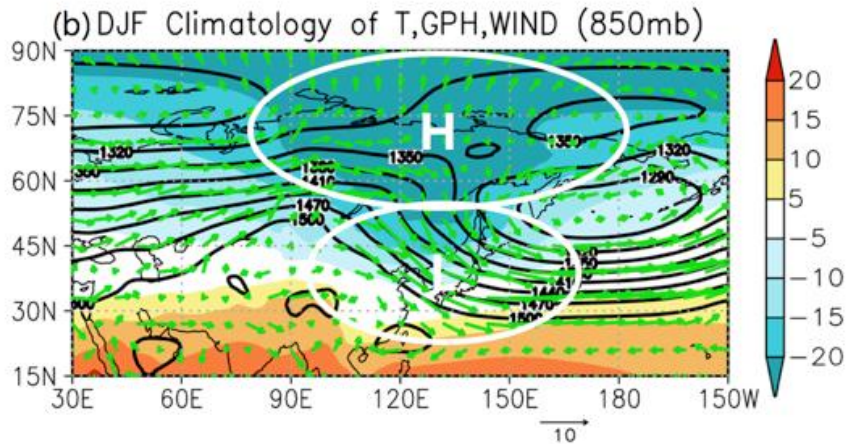 (b) DJF Climatology of T,GPH,WIND (850mb)
90N
75N
60N
45N
30N
15N
H
L
1350
1320
1350
1320
1290
1410
1470
1500
1440
1470
1500
30E
60E
90E
120E
150E
180
150W
10
20
15
10
5
−5
−10
−15
−20